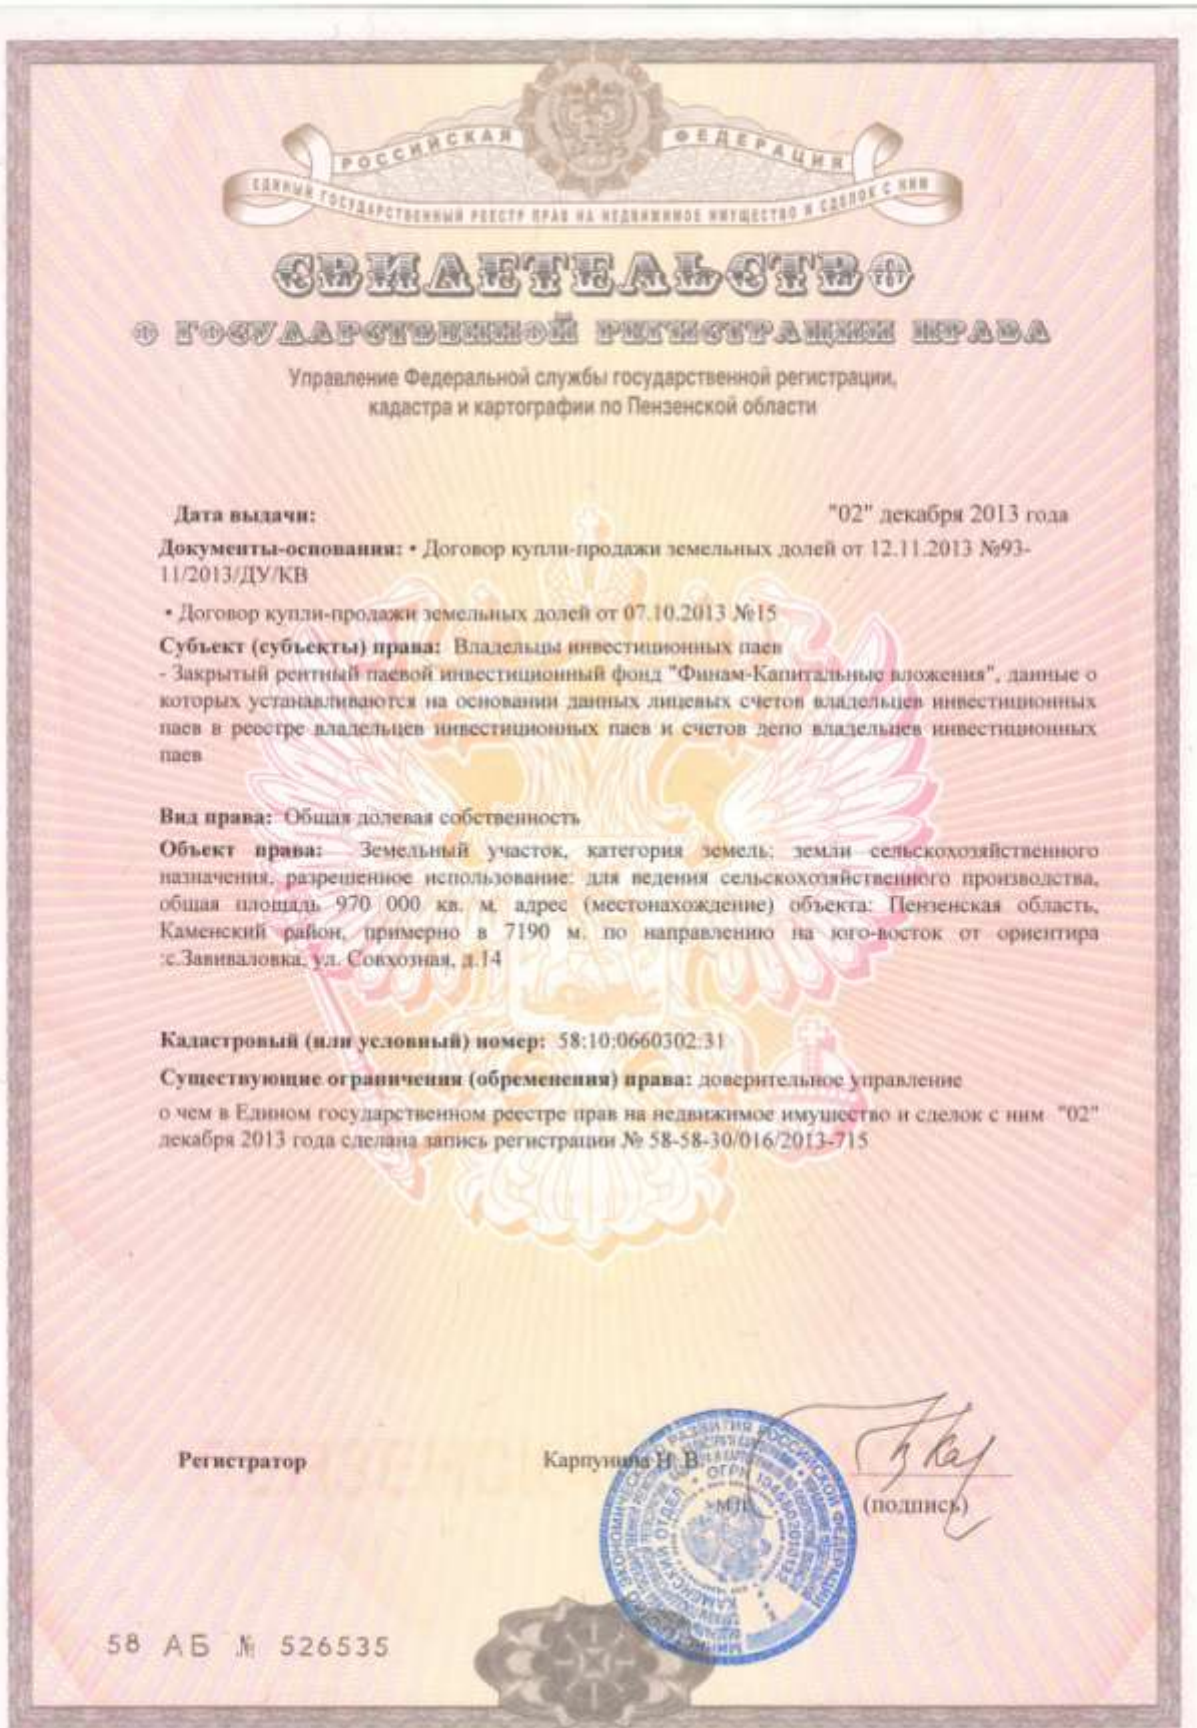 РОССИЙСКАЯ ФЕДЕРАЦИЯ
ЕДИНЫЙ ГОСУДАРСТВЕННЫЙ РЕЕСТР ПРАВ НА НЕДВИЖИМОЕ ИМУЩЕСТВО И СДЕЛОК С НИМ
СВИДЕТЕЛЬСТВО
О ГОСУДАРСТВЕННОЙ РЕГИСТРАЦИИ ПРАВА
Управление Федеральной службы государственной регистрации,
кадастра и картографии по Пензенской области
Дата выдачи: "02" декабря 2013 года
Документы-основания: • Договор купли-продажи земельных долей от 12.11.2013 №93-
11/2013/ДУ/КВ
• Договор купли-продажи земельных долей от 07.10.2013 №15
Субъект (субъекты) права: Владельцы инвестиционных паев
- Закрытый рентный паевой инвестиционный фонд "Финам-Капитальные вложения", данные о
которых устанавливаются на основании данных лицевых счетов владельцев инвестиционных
паев в реестре владельцев инвестиционных паев и счетов депо владельцев инвестиционных
паев
Вид права: Общая долевая собственность
Объект права: Земельный участок, категория земель: земли сельскохозяйственного
назначения, разрешенное использование: для ведения сельскохозяйственного производства,
общая площадь 970 000 кв. м, адрес (местонахождение) объекта: Пензенская область,
Каменский район, примерно в 7190 м. по направлению на юго-восток от ориентира
:с.Завиваловка, ул. Совхозная, д.14
Кадастровый (или условный) номер: 58:10:0660302:31
Существующие ограничения (обременения) права: доверительное управление
о чем в Едином государственном реестре прав на недвижимое имущество и сделок с ним "02"
декабря 2013 года сделана запись регистрации № 58-58-30/016/2013-715
Регистратор Карпунина Н. В.
М.П. (подпись)
КАМЕНСКИЙ ОТДЕЛ
58 АБ № 526535